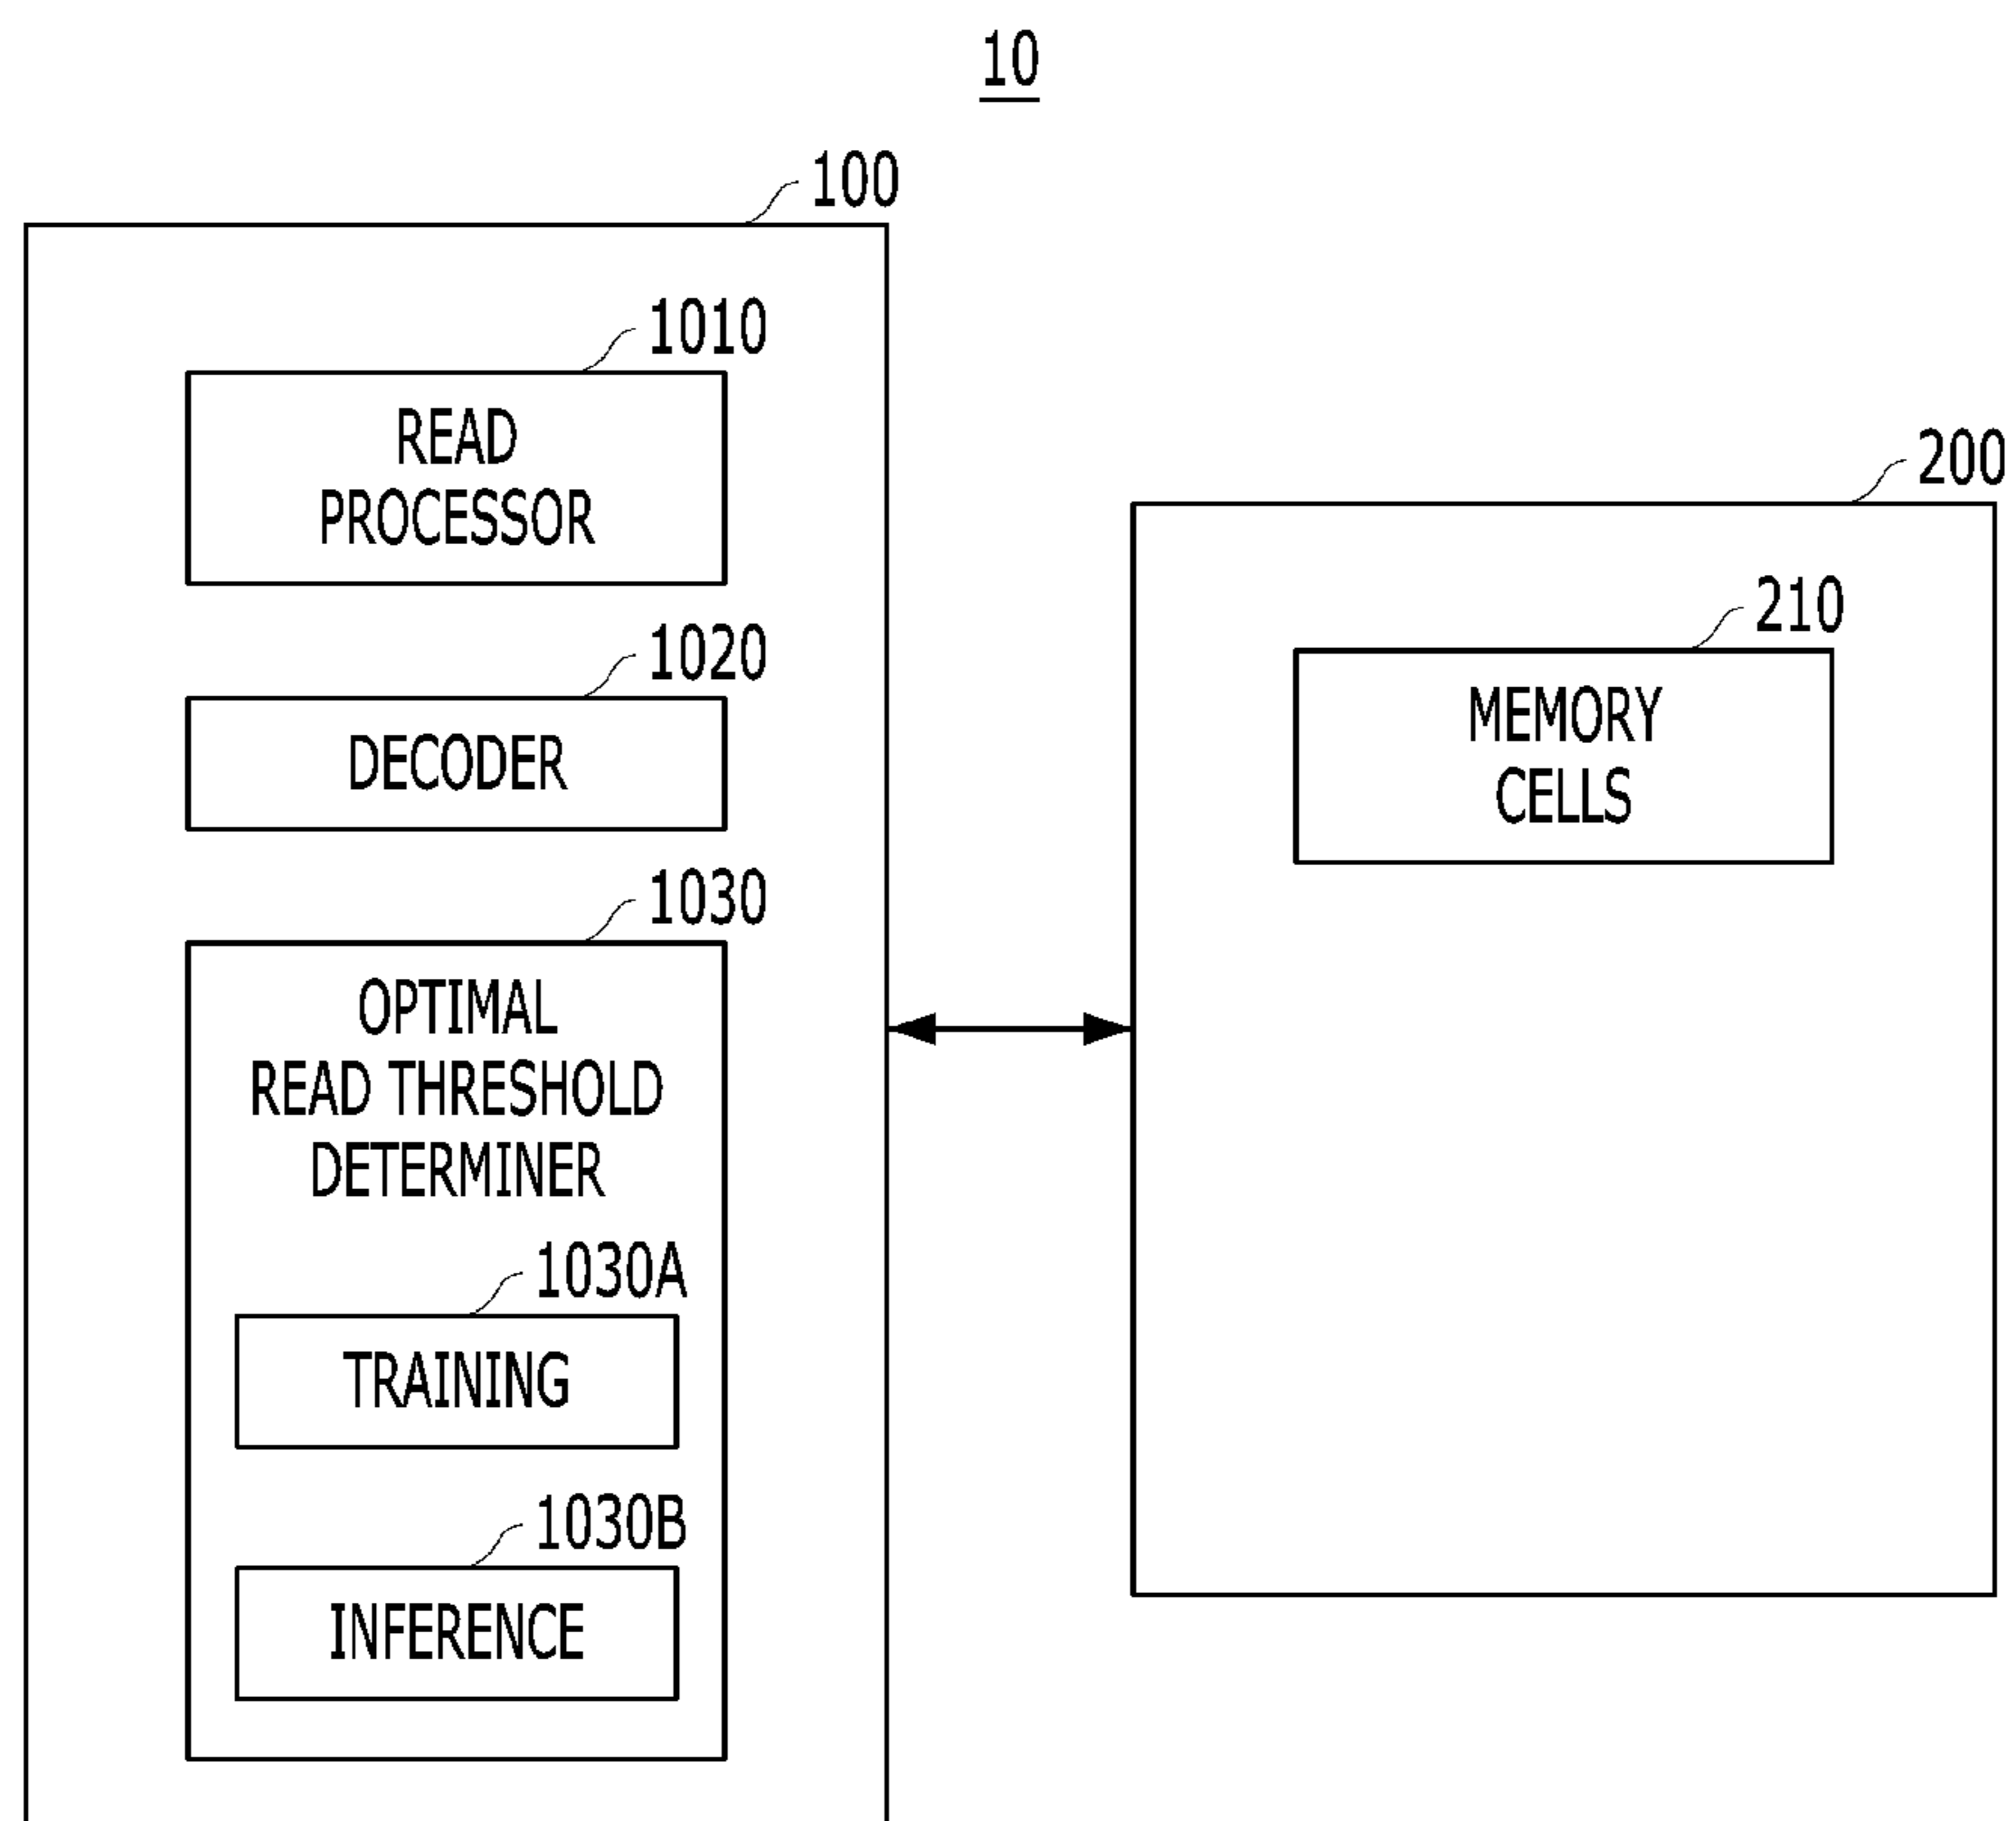 10
100
1010
READ
PROCESSOR
1020
DECODER
1030
OPTIMAL
READ THRESHOLD
DETERMINER
1030A
TRAINING
1030B
INFERENCE
200
210
MEMORY
CELLS